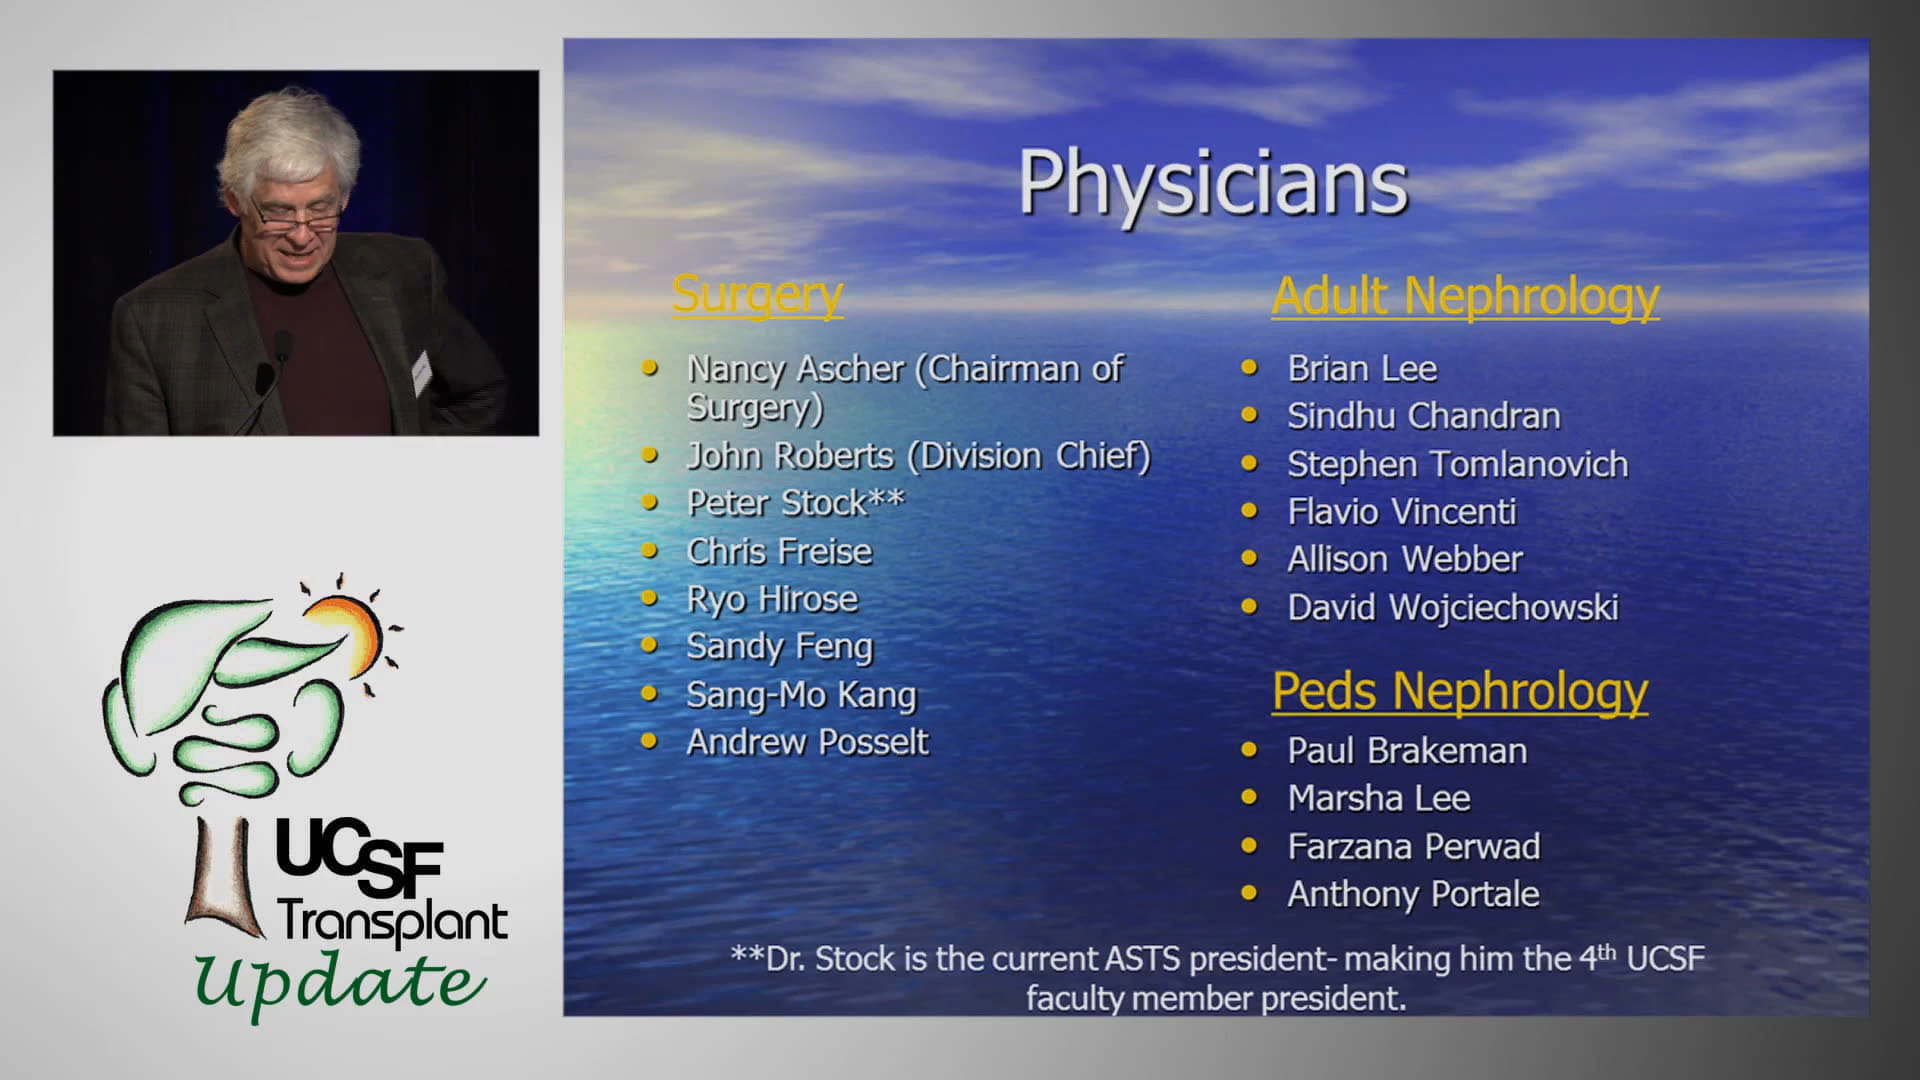 Physicians
Surgery
Nancy Ascher (Chairman of
Surgery)
John Roberts (Division Chief)
Peter Stock**
Chris Freise
Ryo Hirose
Sandy Feng
Sang-Mo Kang
Andrew Posselt
Adult Nephrology
Brian Lee
Sindhu Chandran
Stephen Tomlanovich
Flavio Vincenti
Allison Webber
David Wojciechowski
Peds Nephrology
Paul Brakeman
Marsha Lee
Farzana Perwad
Anthony Portale
**Dr. Stock is the current ASTS president- making him the 4th UCSF
faculty member president.
UCSF
Transplant
Update